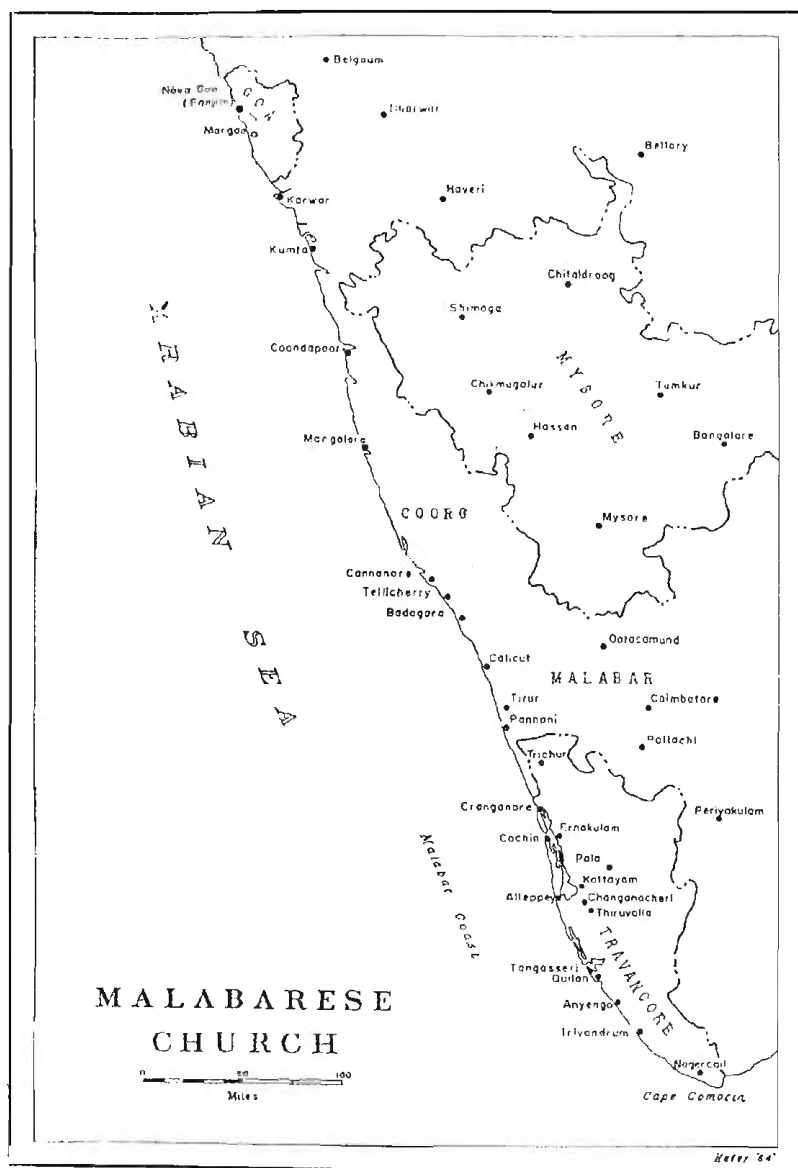 Belgaum
Nova Goa
(Panjim)
GOA
Dharwar
Margao
Bellary
Karwar
Haveri
Kumta
Chitaldroog
Shimoga
ARABIAN SEA
Coondapoor
MYSORE
Chikmugalur
Tumkur
Mangalore
Hassan
Bangalore
COORG
Mysore
Cannanor
Tellicherry
Badagara
Ootacamund
Calicut
MALABAR
Tirur
Coimbatore
Pannani
Pollachi
Trichur
Cranganore
Periyakulam
Ernakulam
Cochin
Malabar Coast
Pala
Kottayam
Alleppey
Changanacheri
Thiruvalla
TRAVANCORE
Tangasseri
Quilon
Anyengo
Trivandrum
Nagercoil
Cape Comorin
MALABARESE
CHURCH
0 50 100
Miles